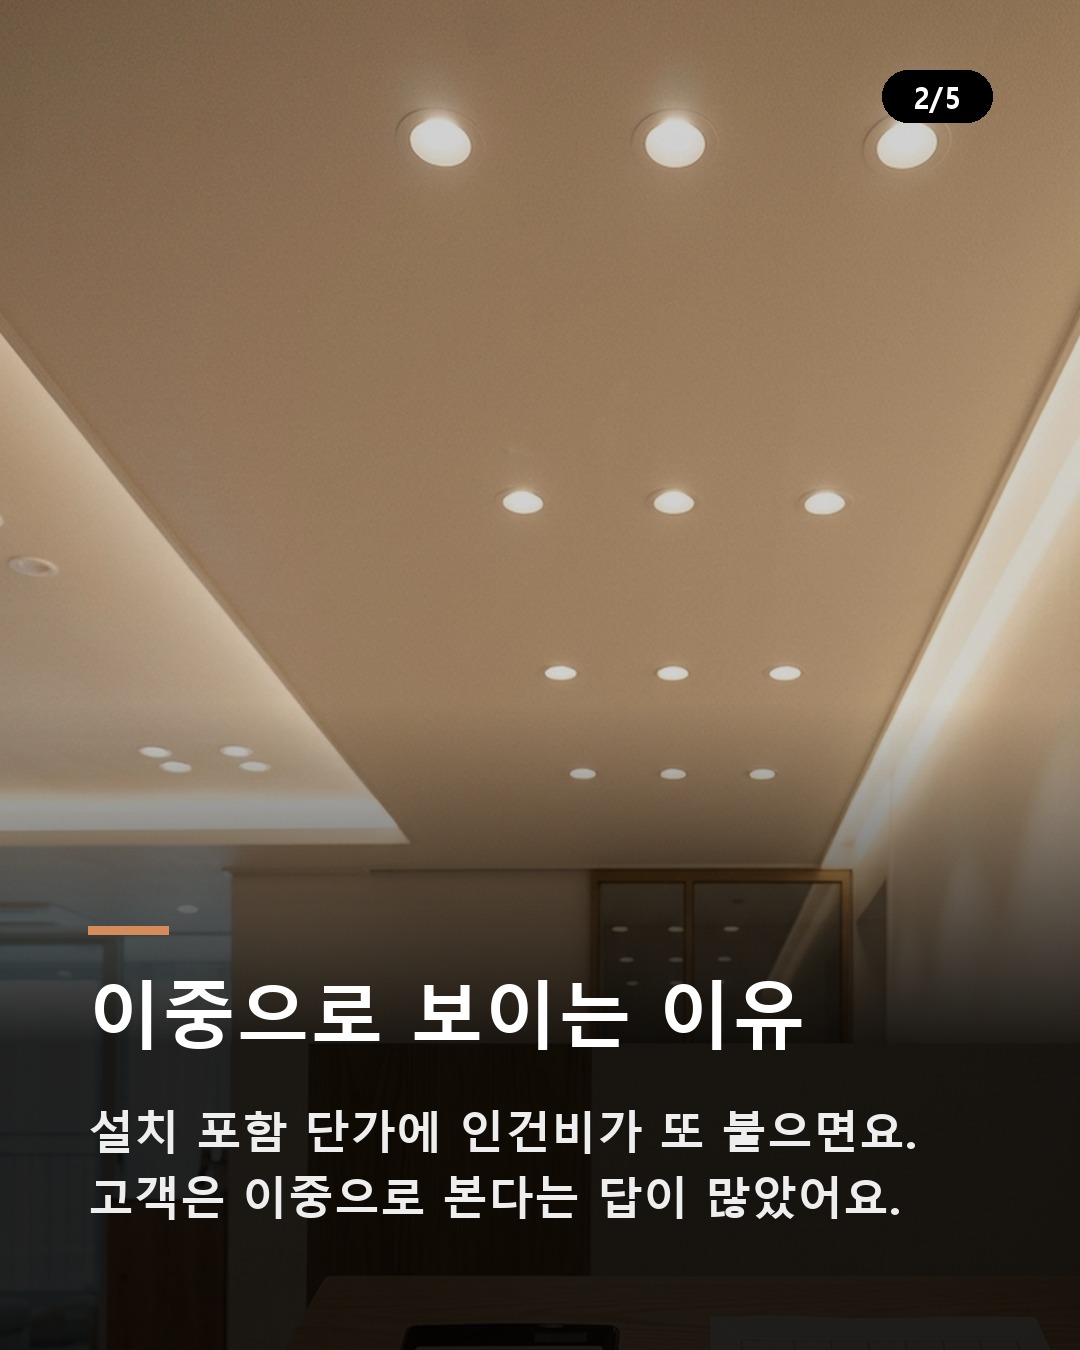 2/5
이중으로 보이는 이유
설치 포함 단가에 인건비가 또 붙으면요.
고객은 이중으로 본다는 답이 많았어요.